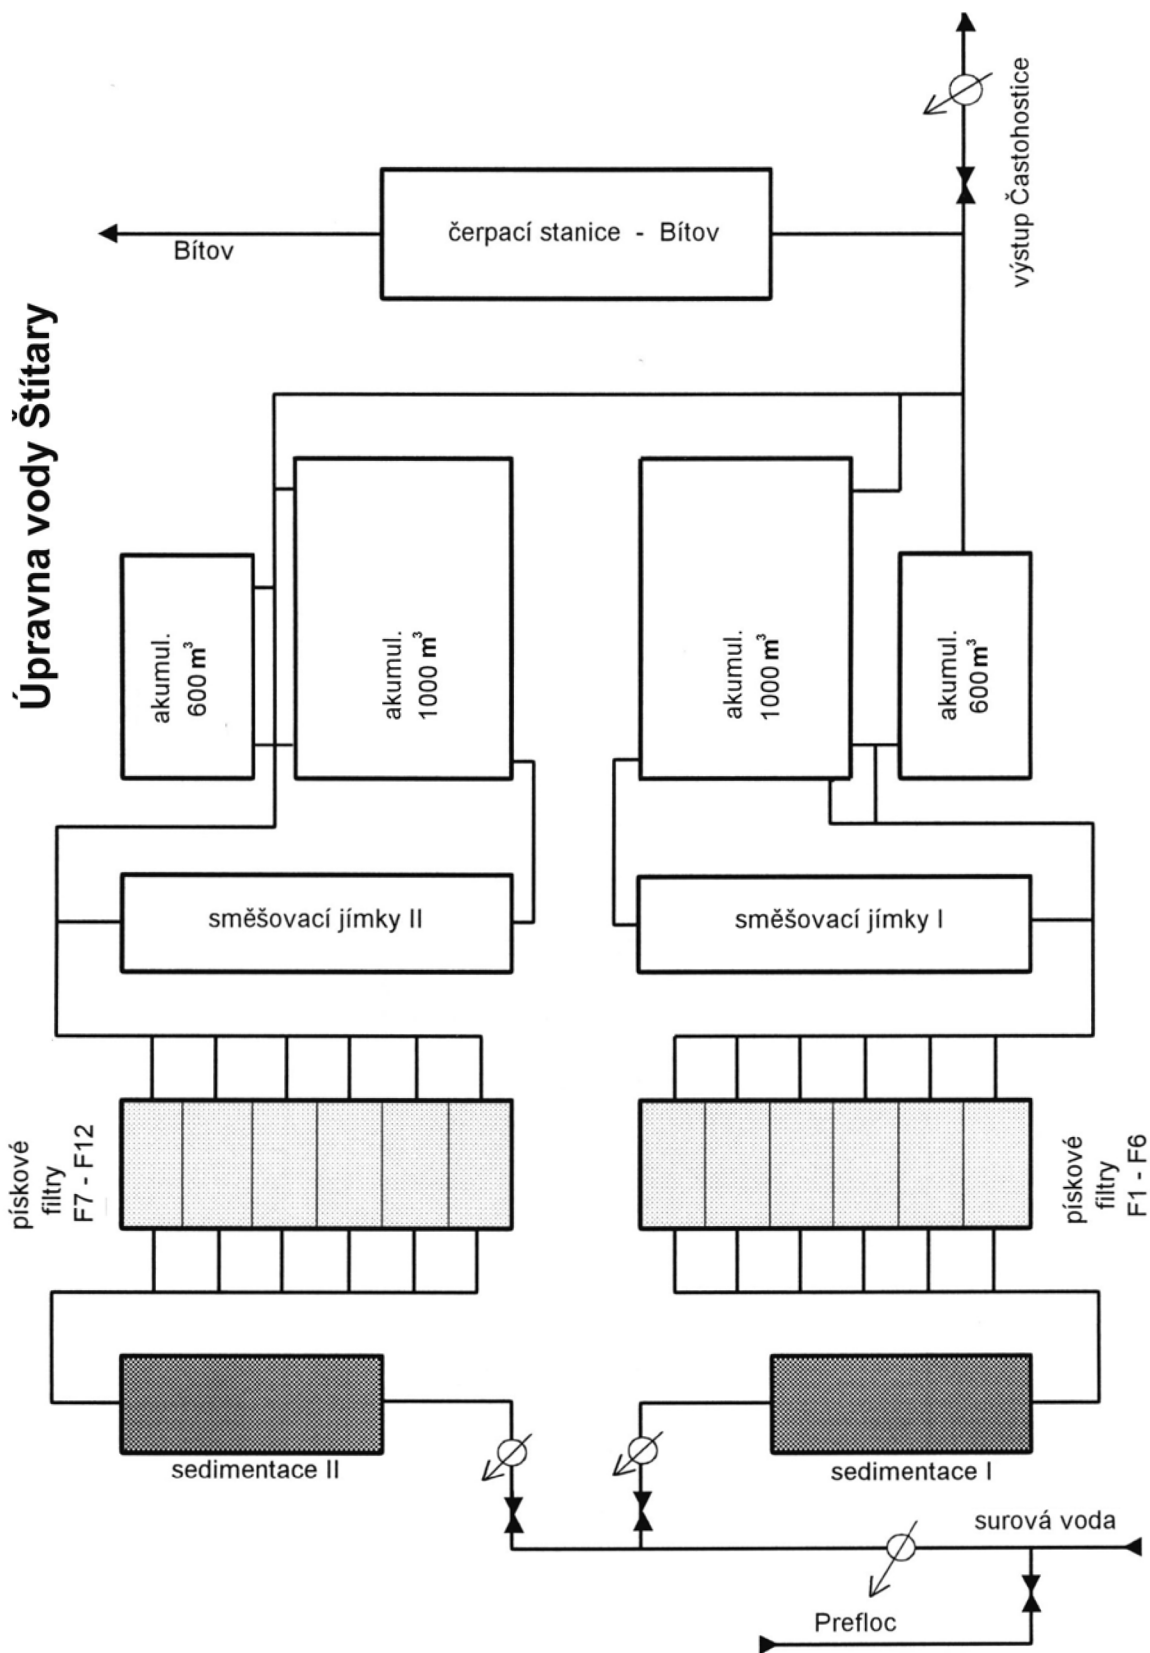 Úpravna vody Štítary
Bítov
čerpací stanice - Bítov
výstup Častohostice
akumul.
600 m³
akumul.
1000 m³
akumul.
1000 m³
akumul.
600 m³
směšovací jímky II
směšovací jímky I
pískové
filtry
F7 - F12
pískové
filtry
F1 - F6
sedimentace II
sedimentace I
surová voda
Prefloc